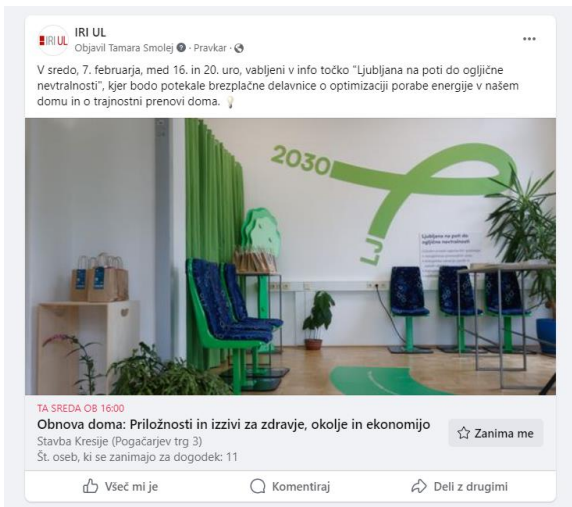 IRI UL
IRI UL
Objavil Tamara Smolej · Pravkar ·
V sredo, 7. februarja, med 16. in 20. uro, vabljeni v info točko "Ljubljana na poti do ogljične
nevtralnosti", kjer bodo potekale brezplačne delavnice o optimizaciji porabe energije v našem
domu in o trajnostni prenovi doma. 💡
2030
LJ
Ljubljana na poti do
ogljične nevtralnosti
TA SREDA OB 16:00
Obnova doma: Priložnosti in izzivi za zdravje, okolje in ekonomijo
Stavba Kresije (Pogačarjev trg 3)
Št. oseb, ki se zanimajo za dogodek: 11
Zanima me
Všeč mi je
Komentiraj
Deli z drugimi